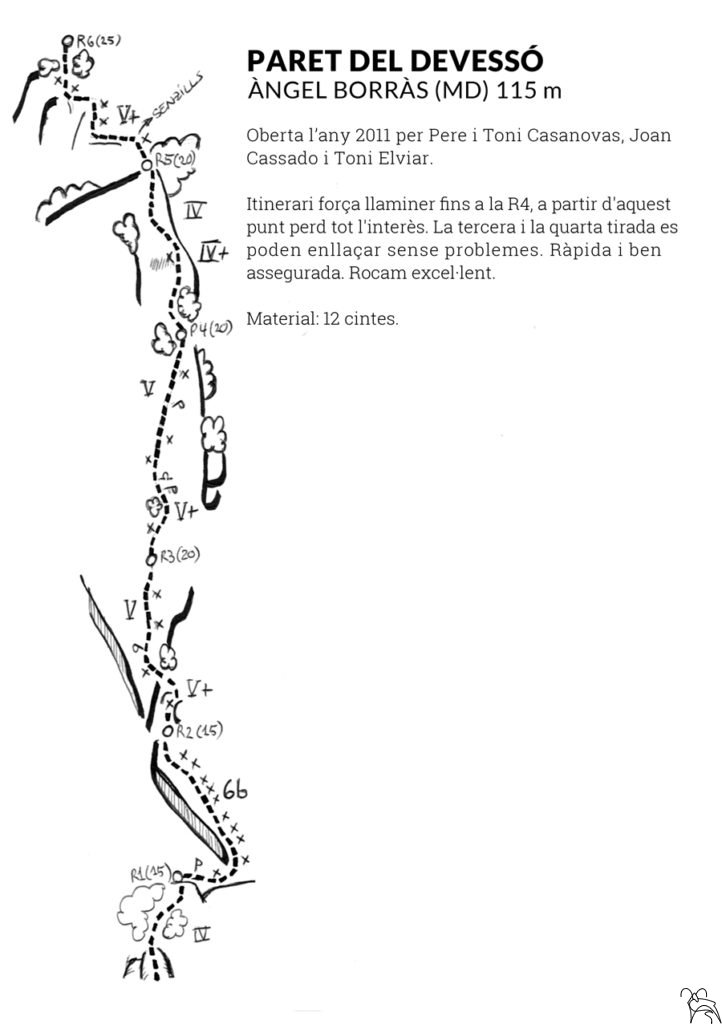 PARET DEL DEVESSÓ
ÀNGEL BORRÀS (MD) 115 m
Oberta l’any 2011 per Pere i Toni Casanovas, Joan
Cassado i Toni Elviar.
Itinerari força llaminer fins a la R4, a partir d'aquest
punt perd tot l'interès. La tercera i la quarta tirada es
poden enllaçar sense problemes. Ràpida i ben
assegurada. Rocam excel·lent.
Material: 12 cintes.
R6(25)
V+
SENZILLS
R5(20)
IV
IV+
R4(20)
V
P
P
P
V+
R3(20)
V
P
V+
R2(15)
6b
R1(25) P
IV